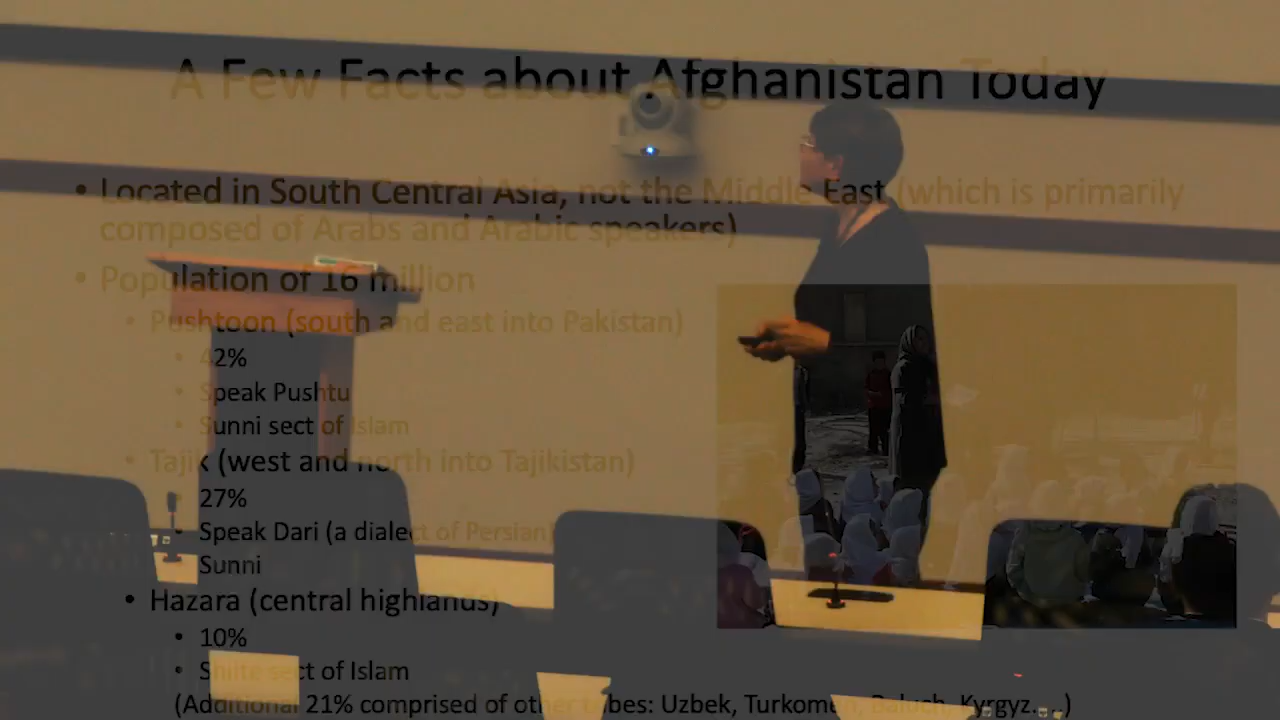 A Few Facts about Afghanistan Today
• Located in South Central Asia, not the Middle East (which is primarily
composed of Arabs and Arabic speakers)
• Population of 16 million
• Pushtoon (south and east into Pakistan)
• 42%
• Speak Pushtu
• Sunni sect of Islam
• Tajik (west and north into Tajikistan)
• 27%
• Speak Dari (a dialect of Persian)
• Sunni
• Hazara (central highlands)
• 10%
• Shiite sect of Islam
(Additional 21% comprised of other tribes: Uzbek, Turkomen, Baluch, Kyrgyz....)